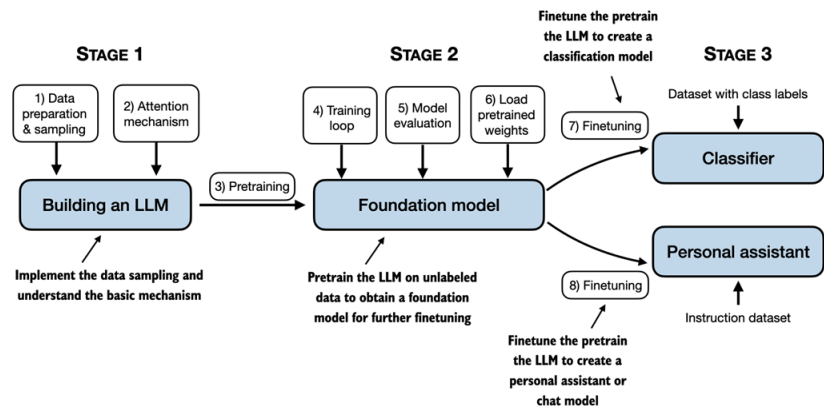 STAGE 1
1) Data
preparation
& sampling
2) Attention
mechanism
Building an LLM
Implement the data sampling and
understand the basic mechanism
3) Pretraining
STAGE 2
4) Training
loop
5) Model
evaluation
6) Load
pretrained
weights
Foundation model
Pretrain the LLM on unlabeled
data to obtain a foundation
model for further finetuning
Finetune the pretrain
the LLM to create a
classification model
7) Finetuning
STAGE 3
Dataset with class labels
Classifier
Personal assistant
Instruction dataset
8) Finetuning
Finetune the pretrain
the LLM to create a
personal assistant or
chat model